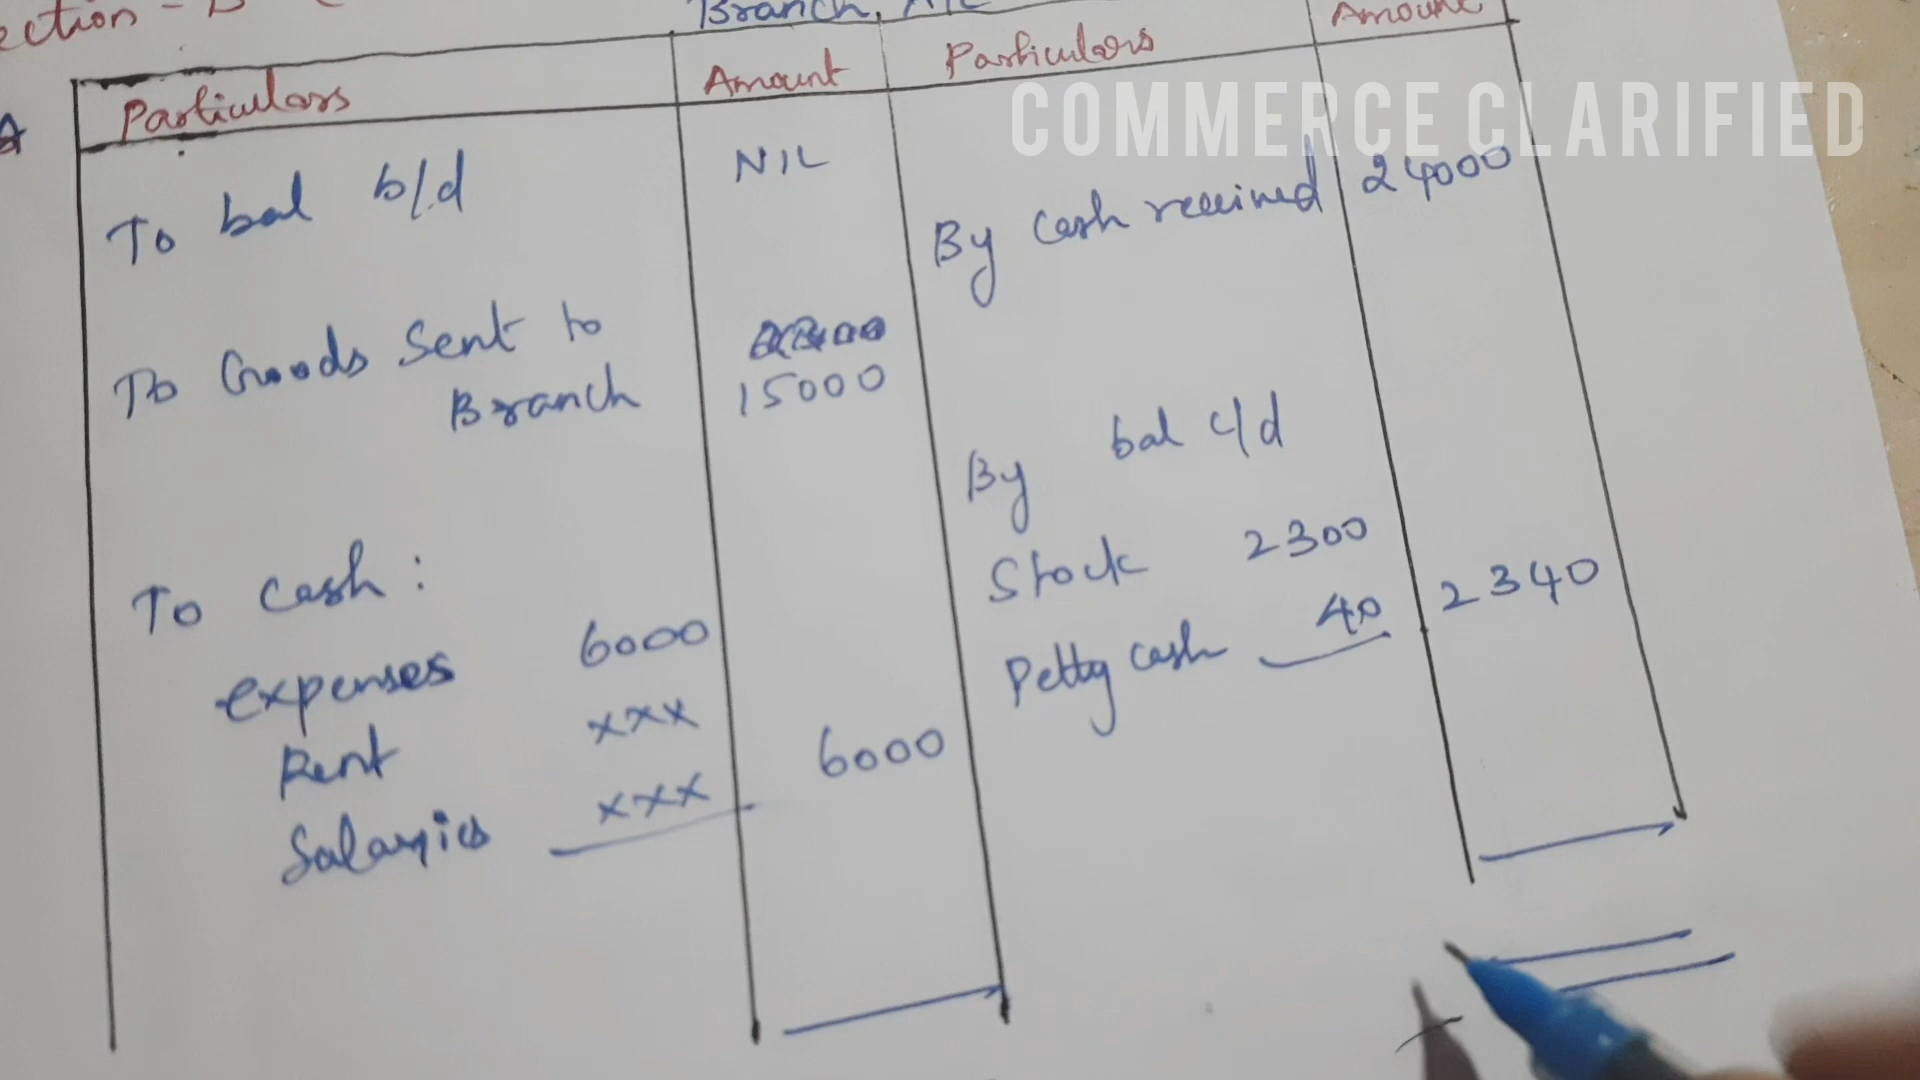 Branch A/c
Particulars Amount Particulars Amount
COMMERCE CLARIFIED
To bal b/d NIL
By Cash received 24000
To Goods Sent to
Branch 15000
By bal c/d
Stock 2300
Petty cash 40 2340
To Cash:
expenses 6000
Rent xxx
Salaries xxx 6000